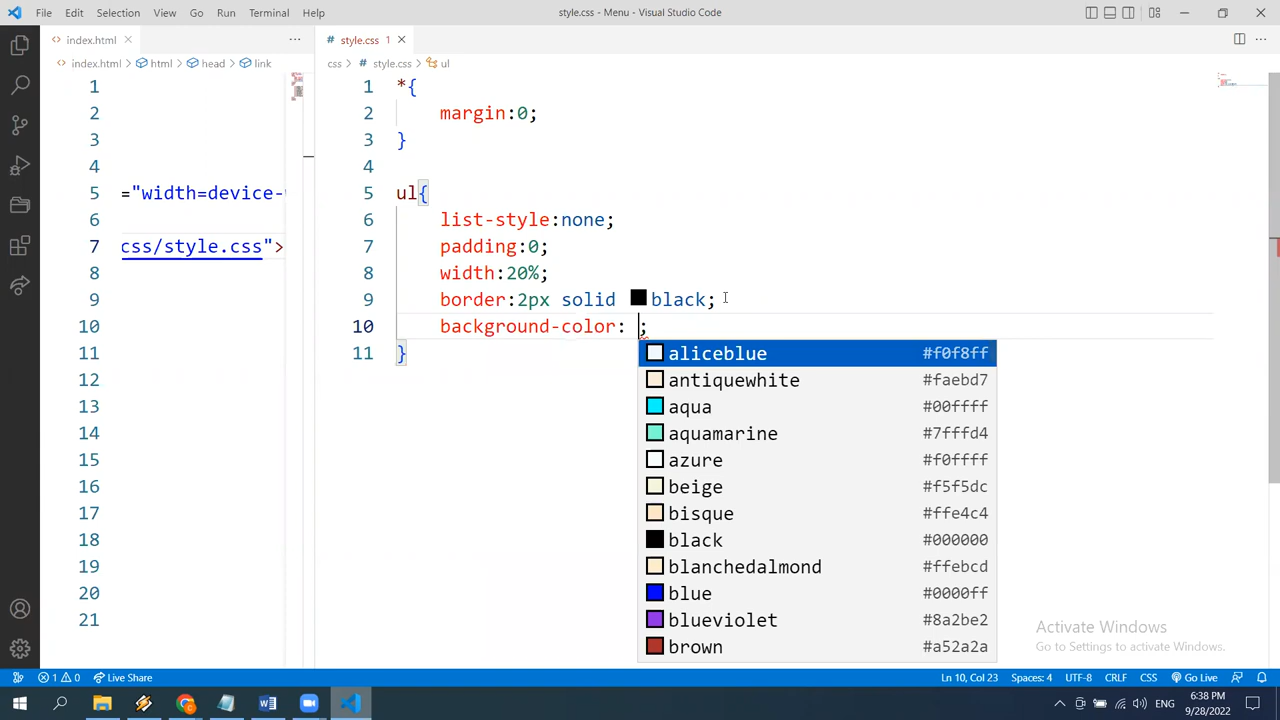 File Edit Selection View Go Run Terminal Help style.css - Menu - Visual Studio Code
index.html style.css 1
index.html html head link
css style.css ul
1
2
3
4
5 ="width=device-
6
7 css/style.css">
8
9
10
11
12
13
14
15
16
17
18
19
20
21
1 *{
2 margin:0;
3 }
4
5 ul{
6 list-style:none;
7 padding:0;
8 width:20%;
9 border:2px solid black;
10 background-color: ;
11 }
aliceblue #f0f8ff
antiquewhite #faebd7
aqua #00ffff
aquamarine #7fffd4
azure #f0ffff
beige #f5f5dc
bisque #ffe4c4
black #000000
blanchedalmond #ffebcd
blue #0000ff
blueviolet #8a2be2
brown #a52a2a
Activate Windows
Go to Settings to activate Windows.
1 0 Live Share Ln 10, Col 23 Spaces: 4 UTF-8 CRLF CSS Go Live
ENG 6:38 PM
9/28/2022